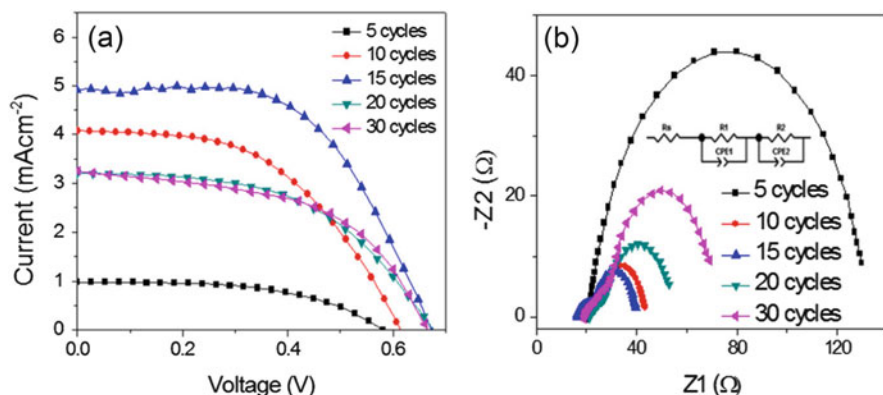 (a)
5 cycles
10 cycles
15 cycles
20 cycles
30 cycles
Current (mAcm⁻²)
6
5
4
3
2
1
0
0.0
0.2
0.4
0.6
Voltage (V)
(b)
-Z2 (Ω)
40
20
0
Rs
R1
R2
CPE1
CPE2
5 cycles
10 cycles
15 cycles
20 cycles
30 cycles
0
40
80
120
Z1 (Ω)